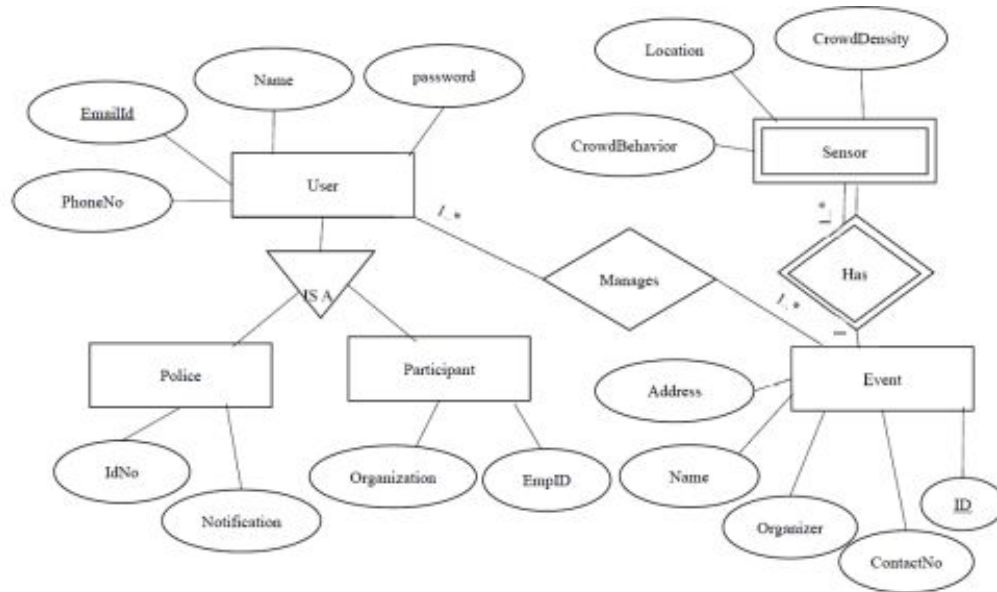 Name
password
EmailId
PhoneNo
User
Location
CrowdDensity
CrowdBehavior
Sensor
1..*
1..*
Manages
Has
1..*
1
IS A
Police
Participant
Event
Address
IdNo
Notification
Organization
EmpID
Name
Organizer
ContactNo
ID